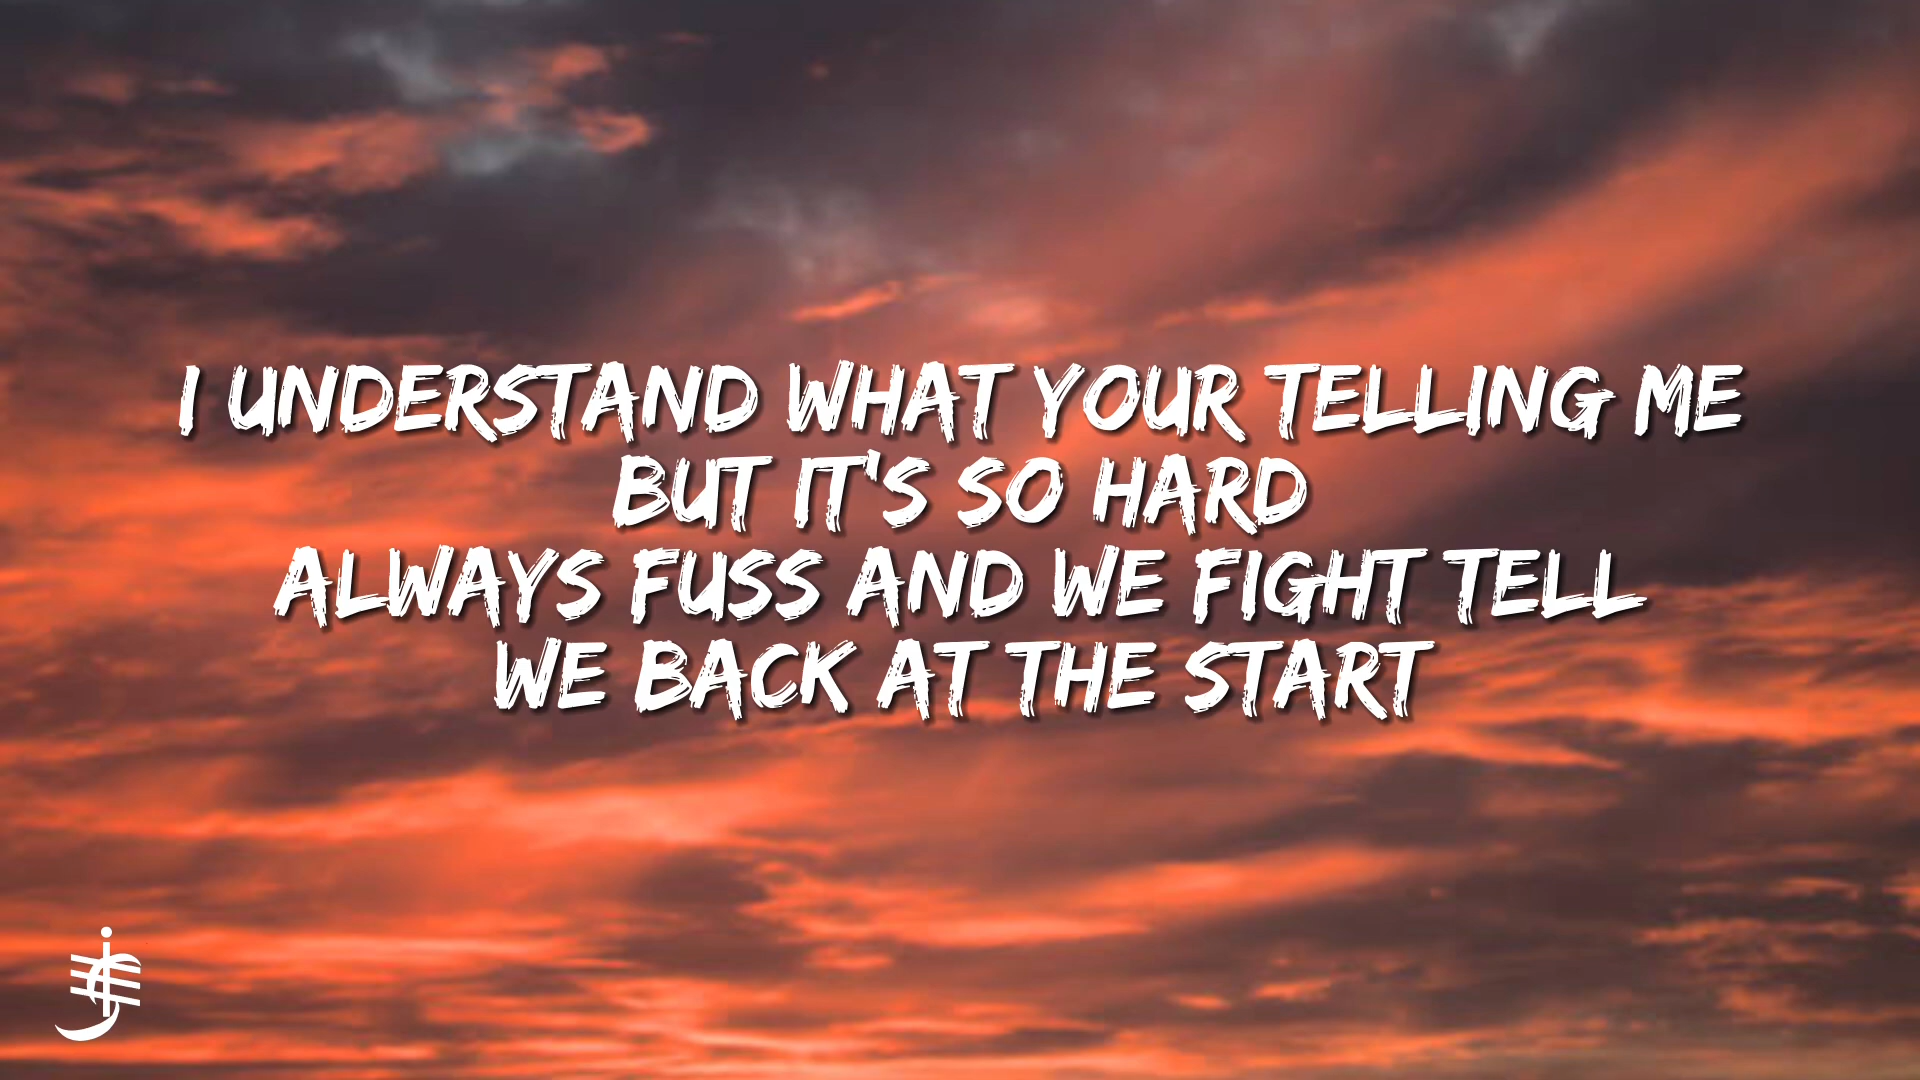 I UNDERSTAND WHAT YOUR TELLING ME
BUT IT'S SO HARD
ALWAYS FUSS AND WE FIGHT TELL
WE BACK AT THE START